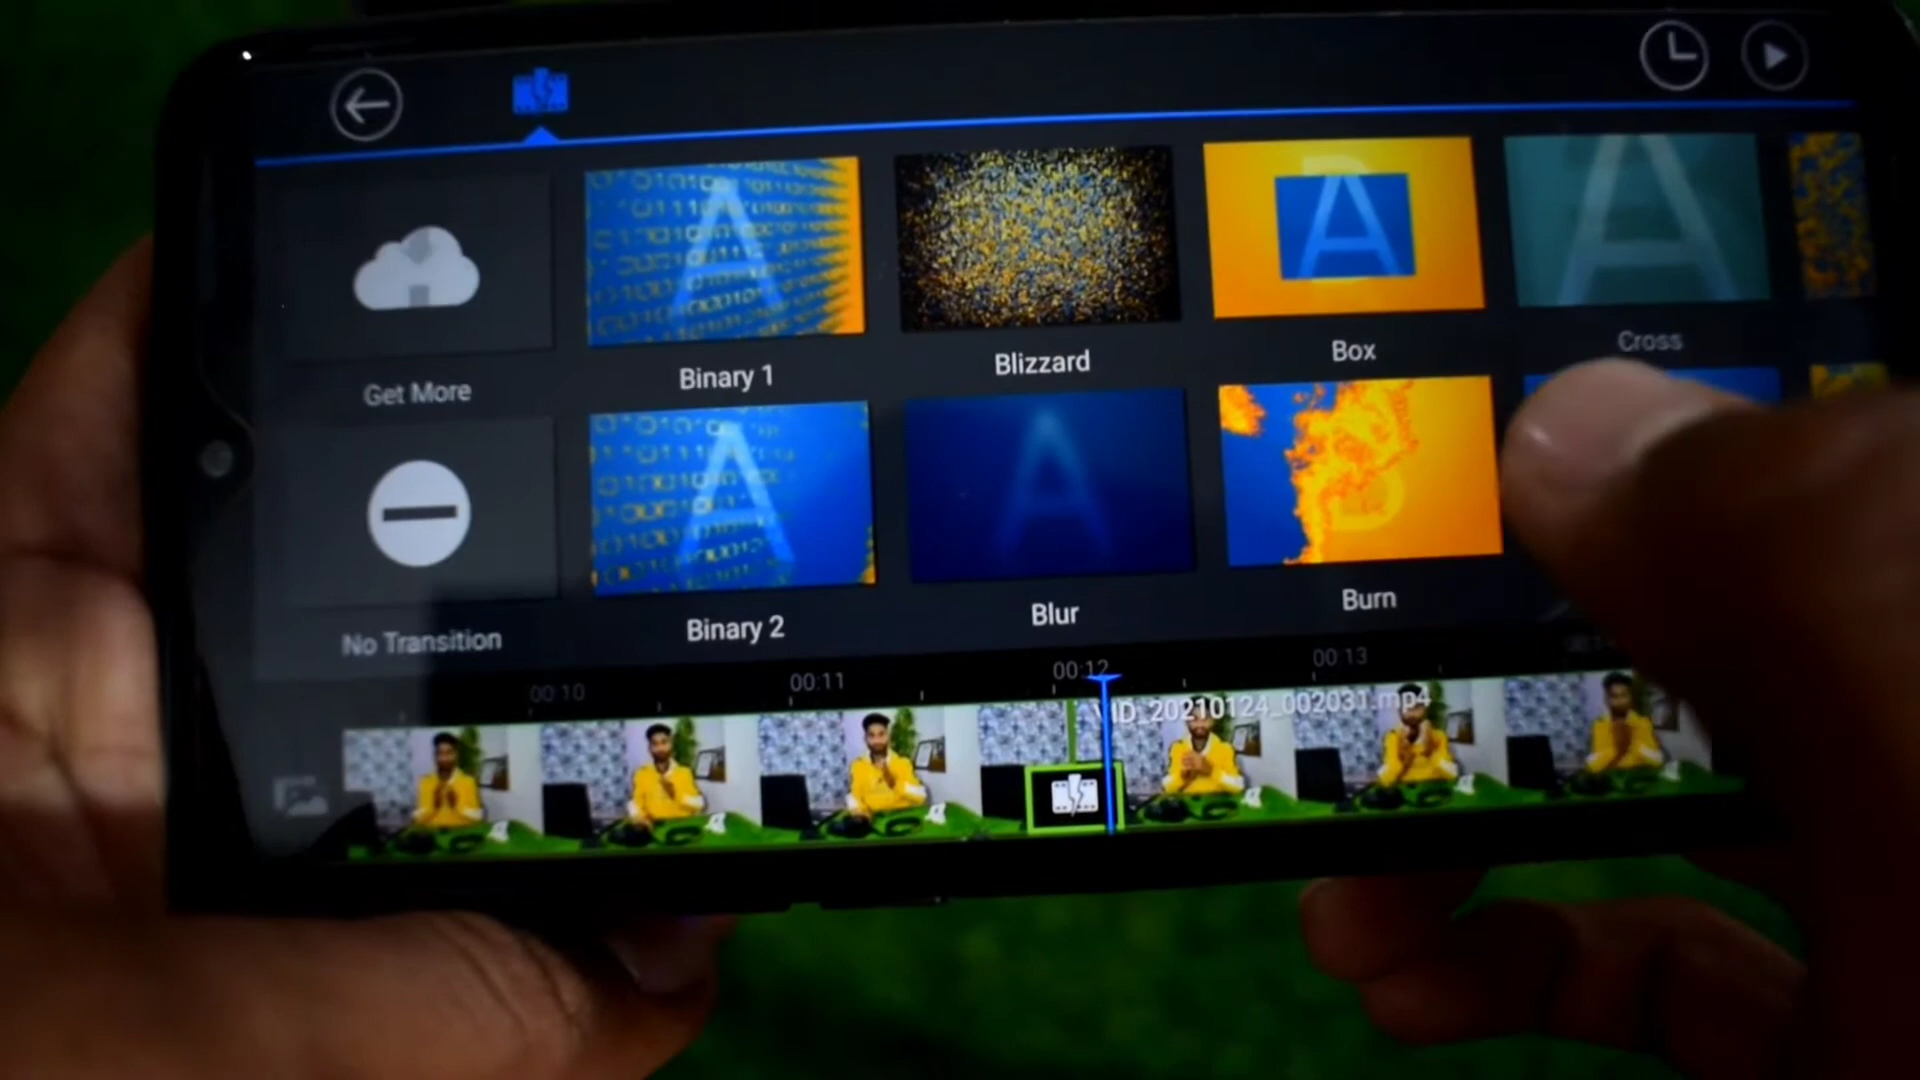 Get More
Binary 1
Blizzard
Box
Cross
No Transition
Binary 2
Blur
Burn
00:10
00:11
00:12
00:13
VID_20210124_002031.mp4